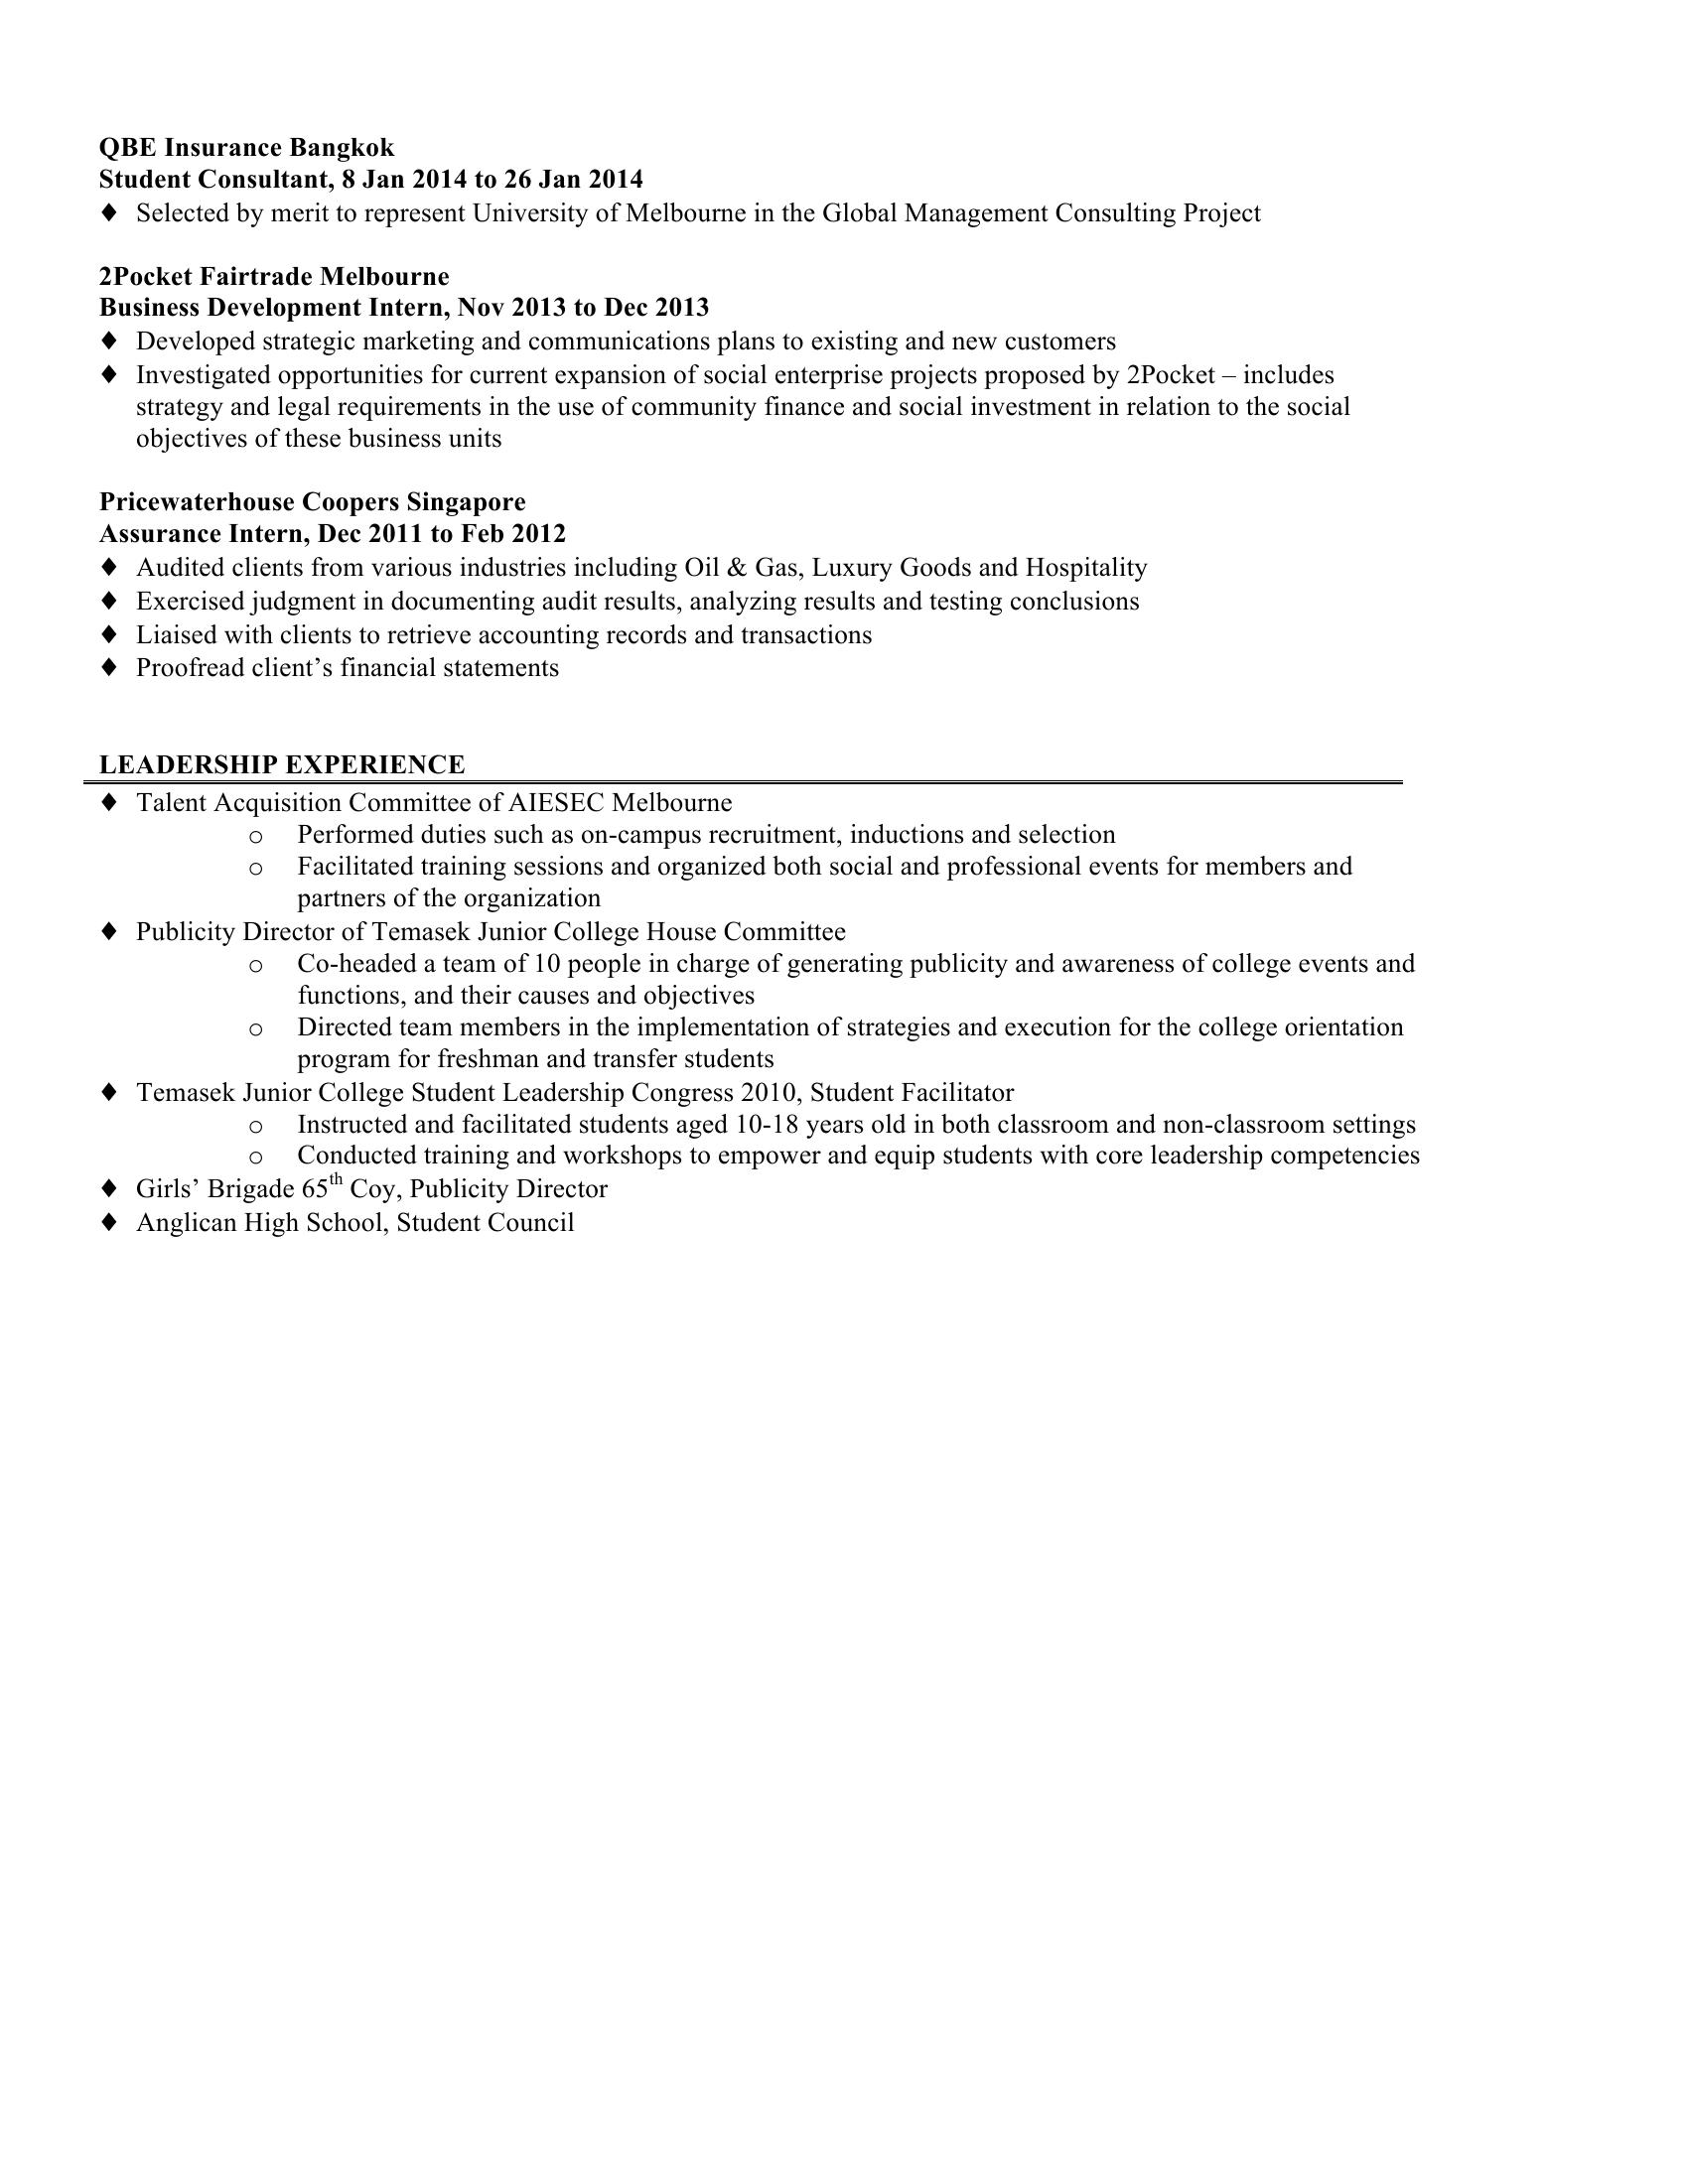 QBE Insurance Bangkok
Student Consultant, 8 Jan 2014 to 26 Jan 2014
♦ Selected by merit to represent University of Melbourne in the Global Management Consulting Project
2Pocket Fairtrade Melbourne
Business Development Intern, Nov 2013 to Dec 2013
♦ Developed strategic marketing and communications plans to existing and new customers
♦ Investigated opportunities for current expansion of social enterprise projects proposed by 2Pocket – includes
strategy and legal requirements in the use of community finance and social investment in relation to the social
objectives of these business units
Pricewaterhouse Coopers Singapore
Assurance Intern, Dec 2011 to Feb 2012
♦ Audited clients from various industries including Oil & Gas, Luxury Goods and Hospitality
♦ Exercised judgment in documenting audit results, analyzing results and testing conclusions
♦ Liaised with clients to retrieve accounting records and transactions
♦ Proofread client’s financial statements
LEADERSHIP EXPERIENCE
♦ Talent Acquisition Committee of AIESEC Melbourne
o Performed duties such as on-campus recruitment, inductions and selection
o Facilitated training sessions and organized both social and professional events for members and
partners of the organization
♦ Publicity Director of Temasek Junior College House Committee
o Co-headed a team of 10 people in charge of generating publicity and awareness of college events and
functions, and their causes and objectives
o Directed team members in the implementation of strategies and execution for the college orientation
program for freshman and transfer students
♦ Temasek Junior College Student Leadership Congress 2010, Student Facilitator
o Instructed and facilitated students aged 10-18 years old in both classroom and non-classroom settings
o Conducted training and workshops to empower and equip students with core leadership competencies
♦ Girls’ Brigade 65th Coy, Publicity Director
♦ Anglican High School, Student Council